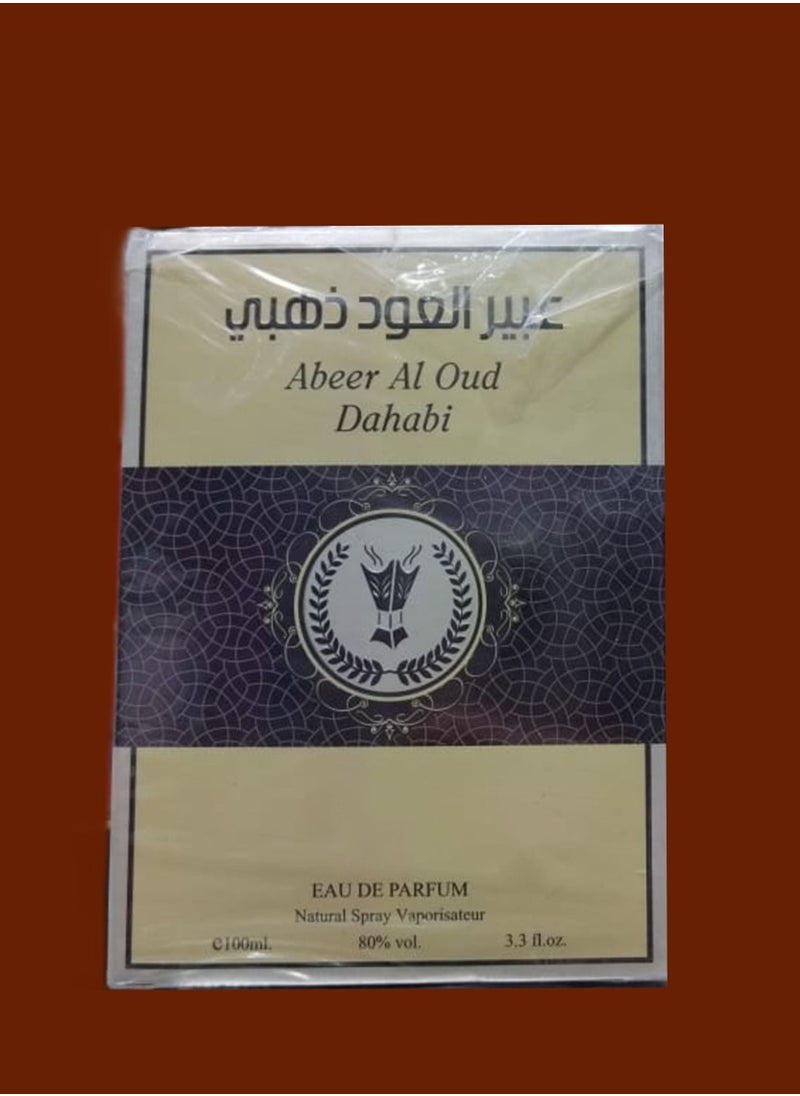 عبير العود ذهبي
Abeer Al Oud
Dahabi
EAU DE PARFUM
Natural Spray Vaporisateur
℮100ml. 80% vol. 3.3 fl.oz.